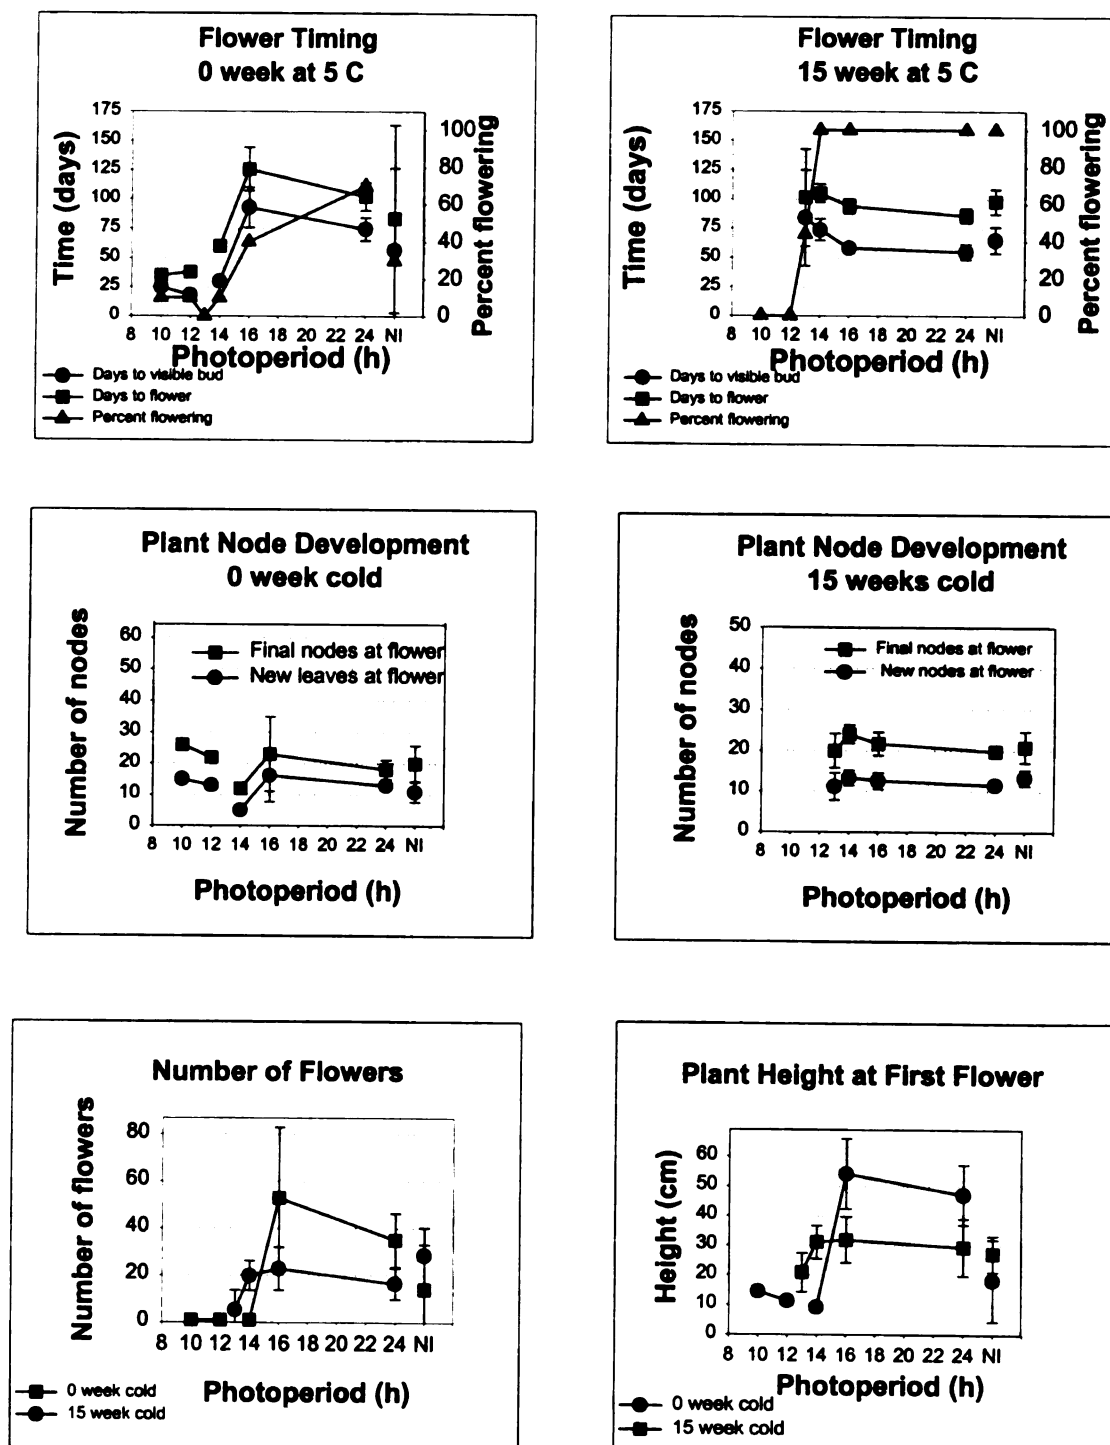 Flower Timing
0 week at 5 C
175
150
125
100
75
50
25
0
Time (days)
100
80
60
40
20
0
Percent flowering
8 10 12 14 16 18 20 22 24 NI
Photoperiod (h)
Days to visible bud
Days to flower
Percent flowering
Flower Timing
15 week at 5 C
175
150
125
100
75
50
25
0
Time (days)
100
80
60
40
20
0
Percent flowering
8 10 12 14 16 18 20 22 24 NI
Photoperiod (h)
Days to visible bud
Days to flower
Percent flowering
Plant Node Development
0 week cold
60
50
40
30
20
10
0
Number of nodes
Final nodes at flower
New leaves at flower
8 10 12 14 16 18 20 22 24 NI
Photoperiod (h)
Plant Node Development
15 weeks cold
50
40
30
20
10
0
Number of nodes
Final nodes at flower
New nodes at flower
8 10 12 14 16 18 20 22 24 NI
Photoperiod (h)
Number of Flowers
80
60
40
20
0
Number of flowers
8 10 12 14 16 18 20 22 24 NI
Photoperiod (h)
0 week cold
15 week cold
Plant Height at First Flower
60
50
40
30
20
10
0
Height (cm)
8 10 12 14 16 18 20 22 24 NI
Photoperiod (h)
0 week cold
15 week cold